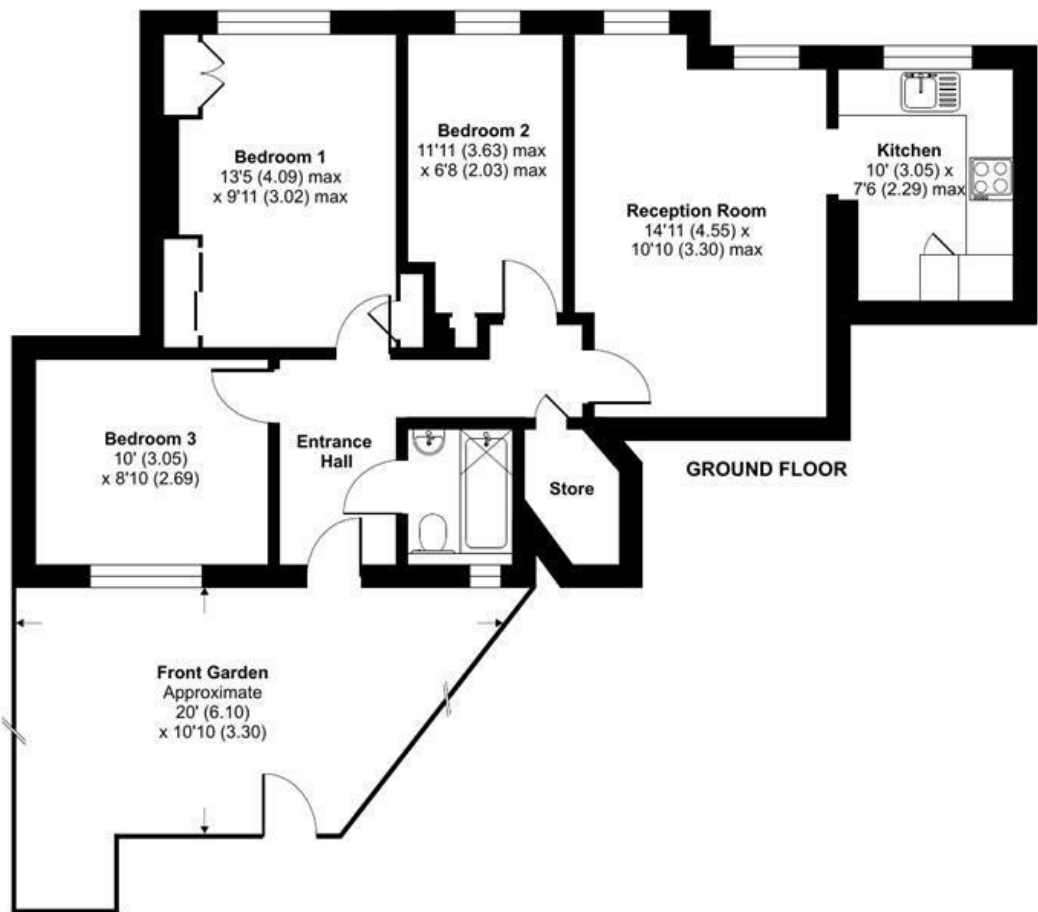 Bedroom 1
13'5 (4.09) max
x 9'11 (3.02) max
Bedroom 2
11'11 (3.63) max
x 6'8 (2.03) max
Reception Room
14'11 (4.55) x
10'10 (3.30) max
Kitchen
10' (3.05) x
7'6 (2.29) max
Bedroom 3
10' (3.05)
x 8'10 (2.69)
Entrance
Hall
Store
GROUND FLOOR
Front Garden
Approximate
20' (6.10)
x 10'10 (3.30)